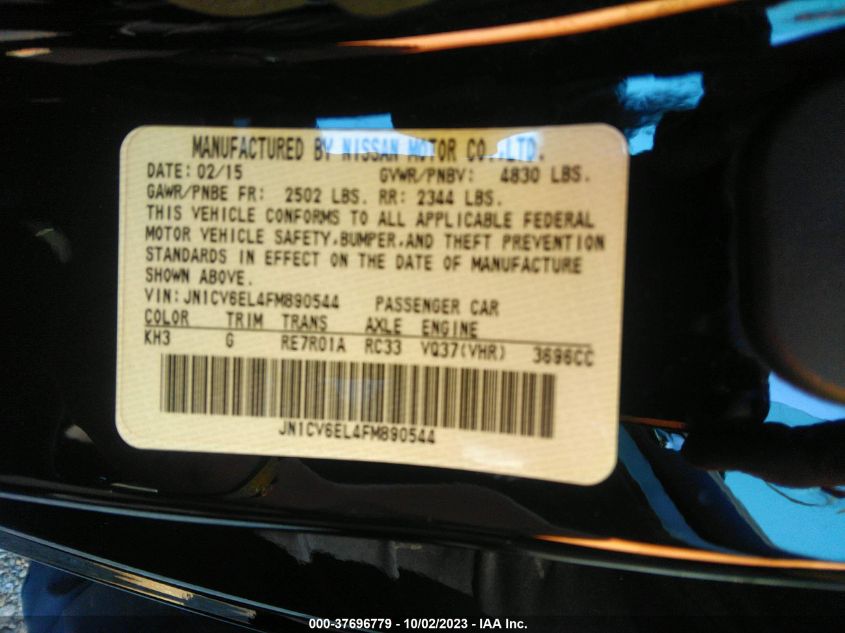 MANUFACTURED BY NISSAN MOTOR CO.,LTD.
DATE: 02/15 GVWR/PNBV: 4830 LBS.
GAWR/PNBE FR: 2502 LBS. RR: 2344 LBS.
THIS VEHICLE CONFORMS TO ALL APPLICABLE FEDERAL
MOTOR VEHICLE SAFETY,BUMPER,AND THEFT PREVENTION
STANDARDS IN EFFECT ON THE DATE OF MANUFACTURE
SHOWN ABOVE.
VIN: JN1CV6EL4FM890544 PASSENGER CAR
COLOR TRIM TRANS AXLE ENGINE
KH3 G RE7R01A RC33 VQ37(VHR) 3696CC
JN1CV6EL4FM890544
000-37696779 - 10/02/2023 - IAA Inc.